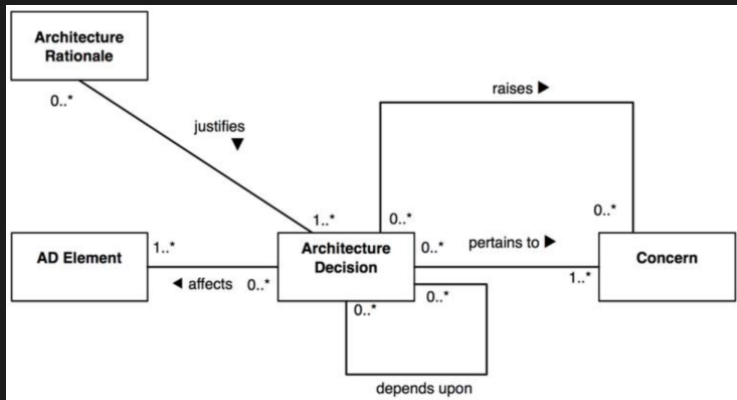 Architecture
Rationale
0..*
raises ►
justifies
▼
1..*
0..*
0..*
AD Element
1..*
◄ affects
0..*
Architecture
Decision
0..*
pertains to ►
1..*
Concern
0..*
0..*
depends upon